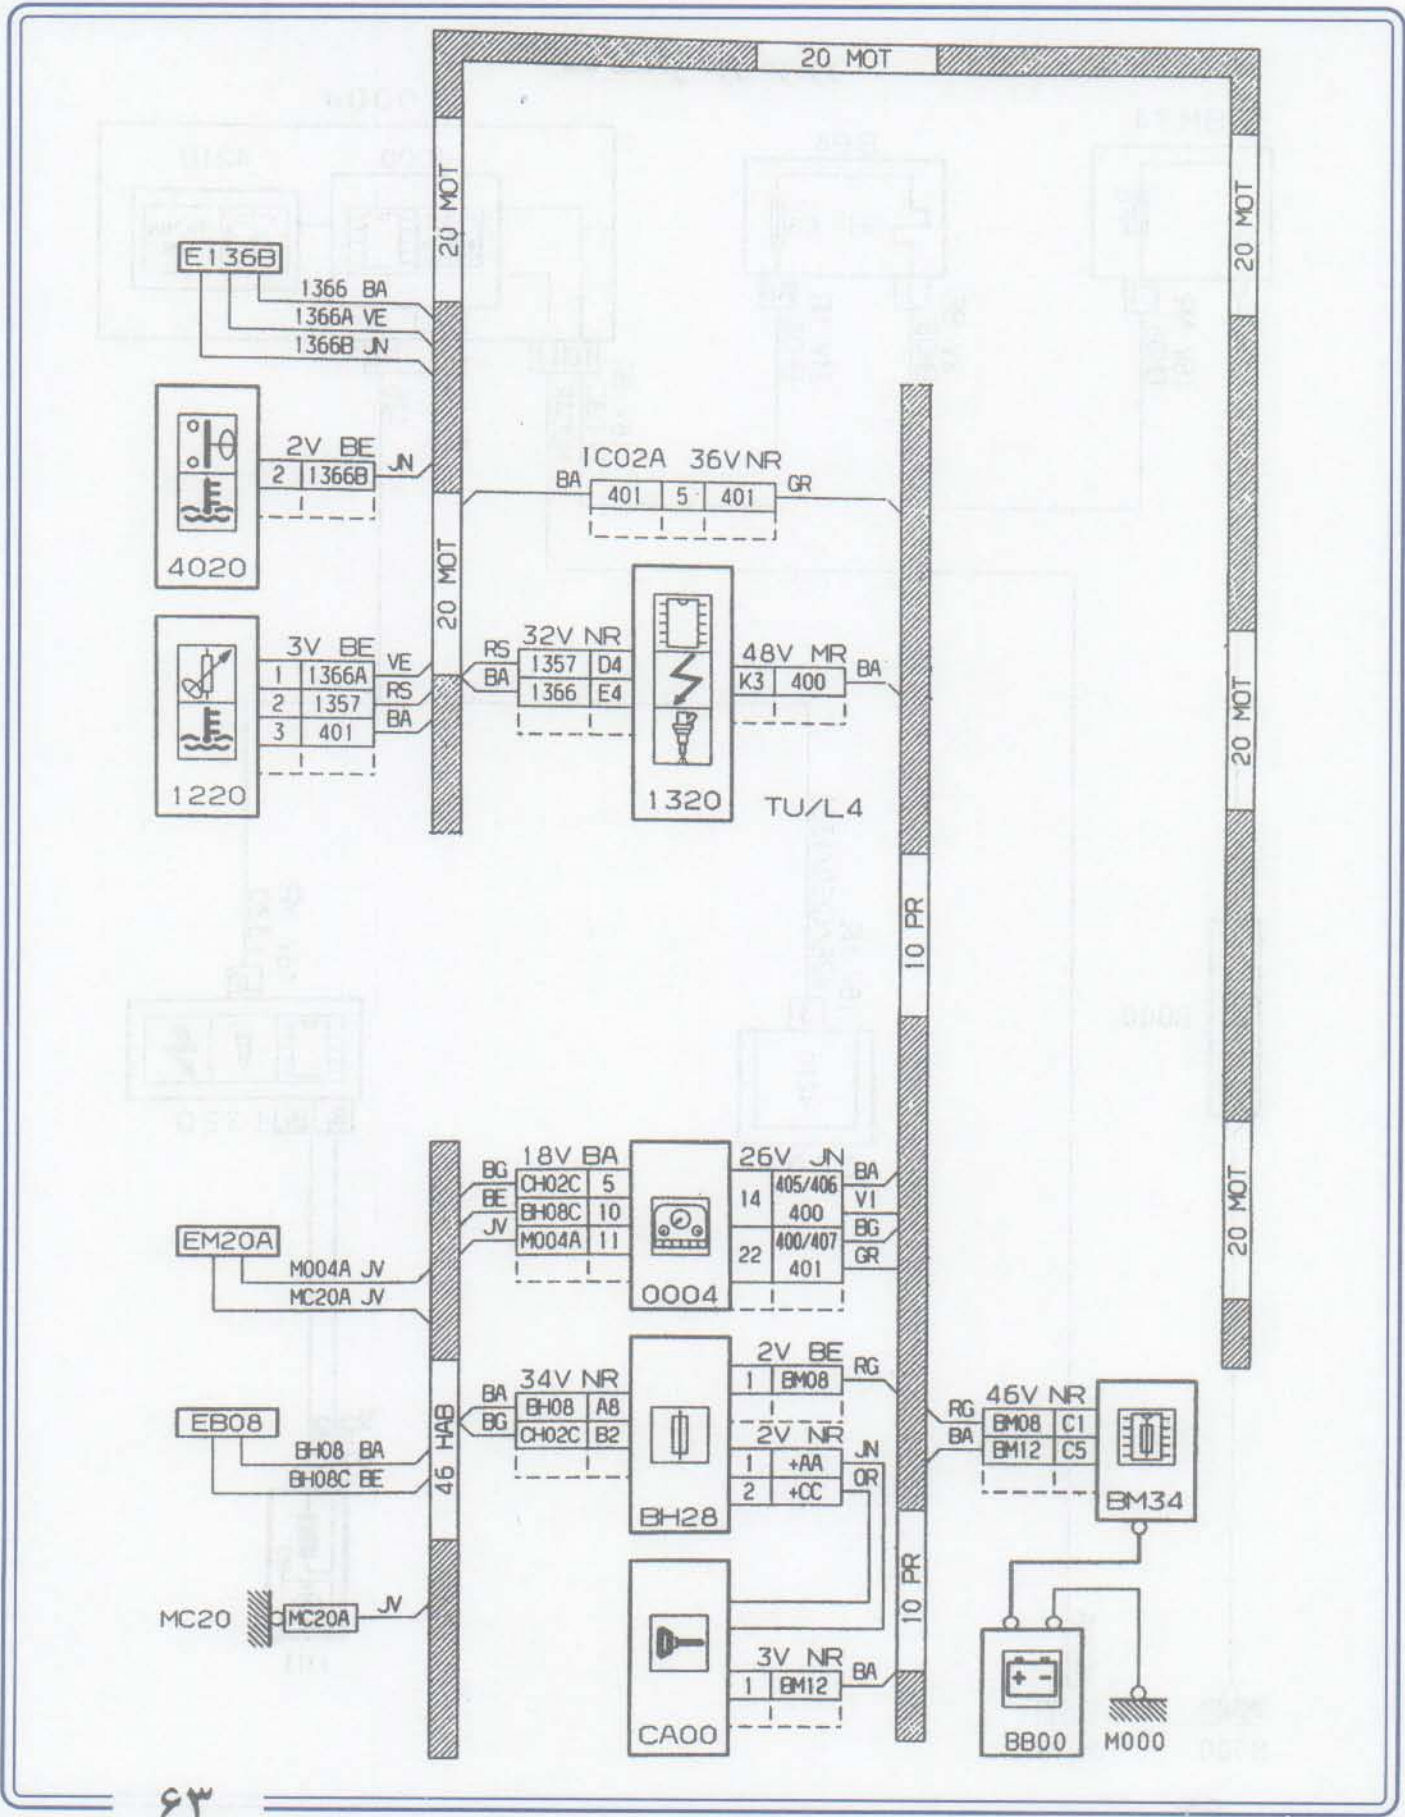 20 MOT
20 MOT
20 MOT
E136B
1366 BA
1366A VE
1366B JN
2V BE
2 1366B JN
4020
1C02A 36V NR
BA 401 5 401 GR
20 MOT
3V BE
1 1366A VE
2 1357 RS
3 401 BA
1220
32V NR
RS 1357 D4
BA 1366 E4
48V MR
K3 400 BA
1320
TU/L4
20 MOT
10 PR
18V BA
BG CH02C 5
BE BH08C 10
JV M004A 11
0004
26V JN
14 405/406 BA
400 VI
22 400/407 BG
401 GR
20 MOT
EM20A
M004A JV
MC20A JV
34V NR
BA BH08 A8
BG CH02C B2
BH28
2V BE
1 BM08 RG
2V NR
1 +AA JN
2 +CC OR
EB08
BH08 BA
BH08C BE
46 HAB
46V NR
RG BM08 C1
BA BM12 C5
BM34
10 PR
MC20 MC20A JV
3V NR
1 BM12 BA
CA00
BB00
M000
۶۳